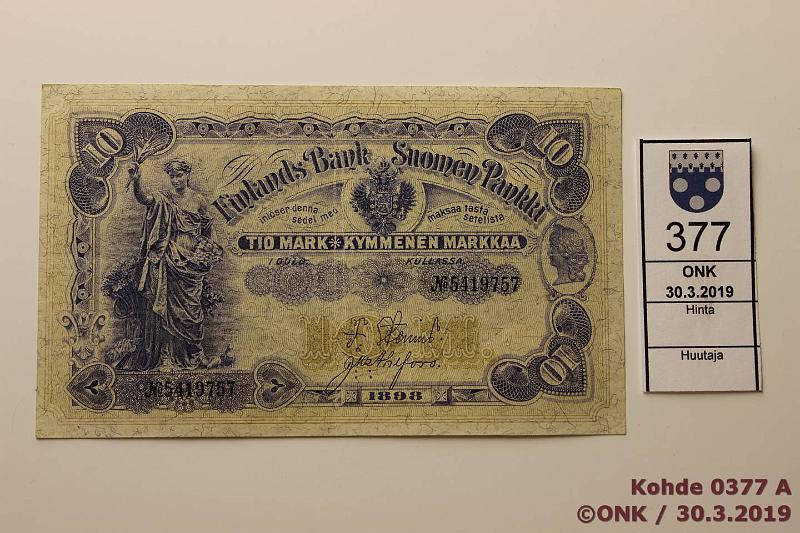 10
10
Finlands Bank Suomen Pankki
inlöser denna
sedel med
maksaa tästä
setelistä
TIO MARK * KYMMENEN MARKKAA
I GULD.
KULLASSA.
№5419757
10 M.
№5419757
1898
10
377
ONK
30.3.2019
Hinta
Huutaja
Kohde 0377 A
©ONK / 30.3.2019